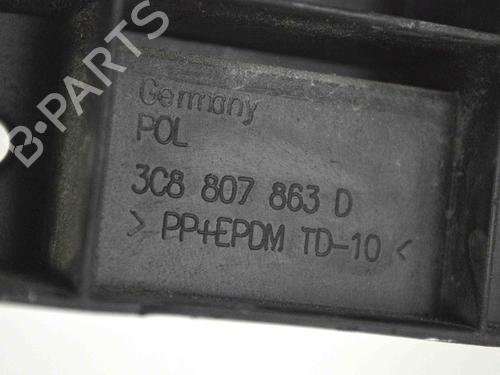 B-PARTS
Germany
POL
3C8 807 863 D
> PP+EPDM TD-10 <